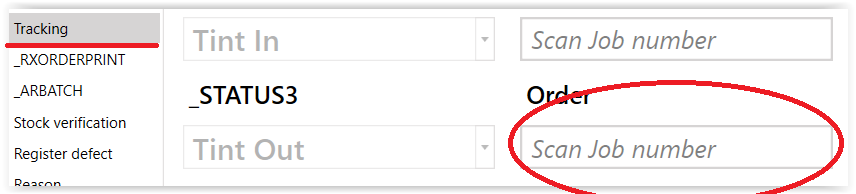 Tracking
_RXORDERPRINT
_ARBATCH
Stock verification
Register defect
Reason
Tint In
Scan Job number
_STATUS3
Order
Tint Out
Scan Job number